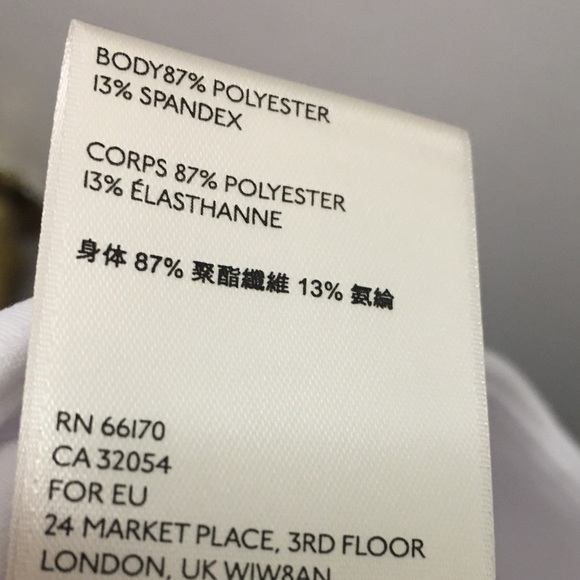 BODY87% POLYESTER
13% SPANDEX
CORPS 87% POLYESTER
13% ÉLASTHANNE
身体 87% 聚酯纖維 13% 氨綸
RN 66170
CA 32054
FOR EU
24 MARKET PLACE, 3RD FLOOR
LONDON, UK W1W8AN